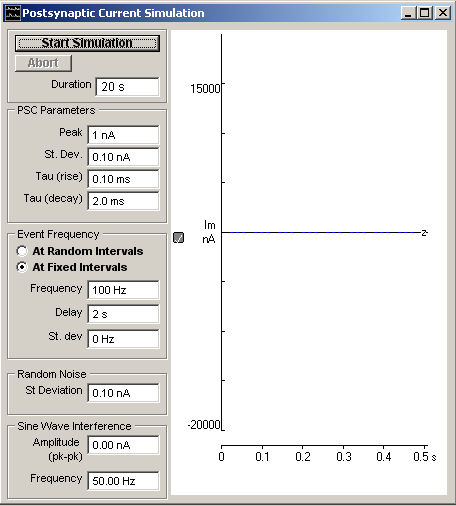 Postsynaptic Current Simulation
Start Simulation
Abort
Duration 20 s
PSC Parameters
Peak 1 nA
St. Dev. 0.10 nA
Tau (rise) 0.10 ms
Tau (decay) 2.0 ms
Event Frequency
At Random Intervals
At Fixed Intervals
Frequency 100 Hz
Delay 2 s
St. dev 0 Hz
Random Noise
St Deviation 0.10 nA
Sine Wave Interference
Amplitude 0.00 nA
(pk-pk)
Frequency 50.00 Hz
15000
Im
nA
z
-20000
0 0.1 0.2 0.3 0.4 0.5 s